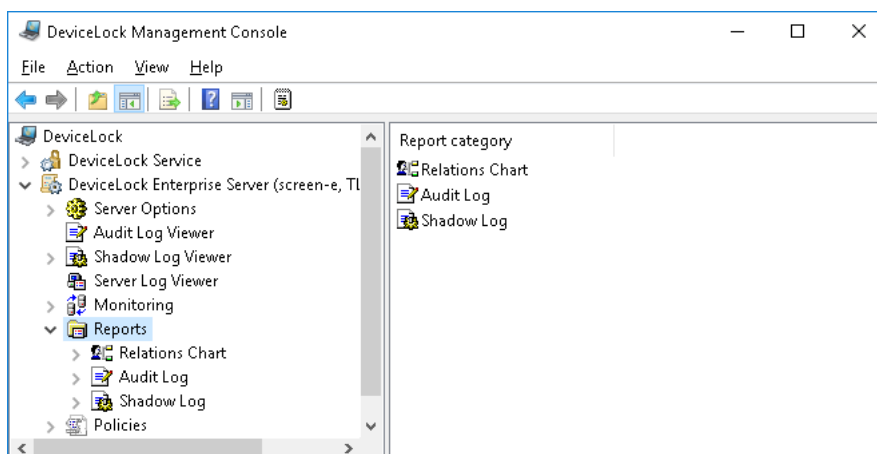 DeviceLock Management Console
File Action View Help
DeviceLock
DeviceLock Service
DeviceLock Enterprise Server (screen-e, TL
Server Options
Audit Log Viewer
Shadow Log Viewer
Server Log Viewer
Monitoring
Reports
Relations Chart
Audit Log
Shadow Log
Policies
Report category
Relations Chart
Audit Log
Shadow Log